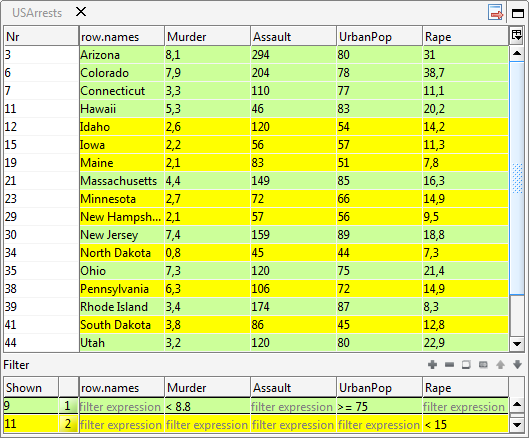 USArrests
Nr row.names Murder Assault UrbanPop Rape
3 Arizona 8,1 294 80 31
6 Colorado 7,9 204 78 38,7
7 Connecticut 3,3 110 77 11,1
11 Hawaii 5,3 46 83 20,2
12 Idaho 2,6 120 54 14,2
15 Iowa 2,2 56 57 11,3
19 Maine 2,1 83 51 7,8
21 Massachusetts 4,4 149 85 16,3
23 Minnesota 2,7 72 66 14,9
29 New Hampsh... 2,1 57 56 9,5
30 New Jersey 7,4 159 89 18,8
34 North Dakota 0,8 45 44 7,3
35 Ohio 7,3 120 75 21,4
38 Pennsylvania 6,3 106 72 14,9
39 Rhode Island 3,4 174 87 8,3
41 South Dakota 3,8 86 45 12,8
44 Utah 3,2 120 80 22,9
Filter
Shown row.names Murder Assault UrbanPop Rape
9 1 filter expression < 8.8 filter expression >= 75 filter expression
11 2 filter expression filter expression filter expression filter expression < 15